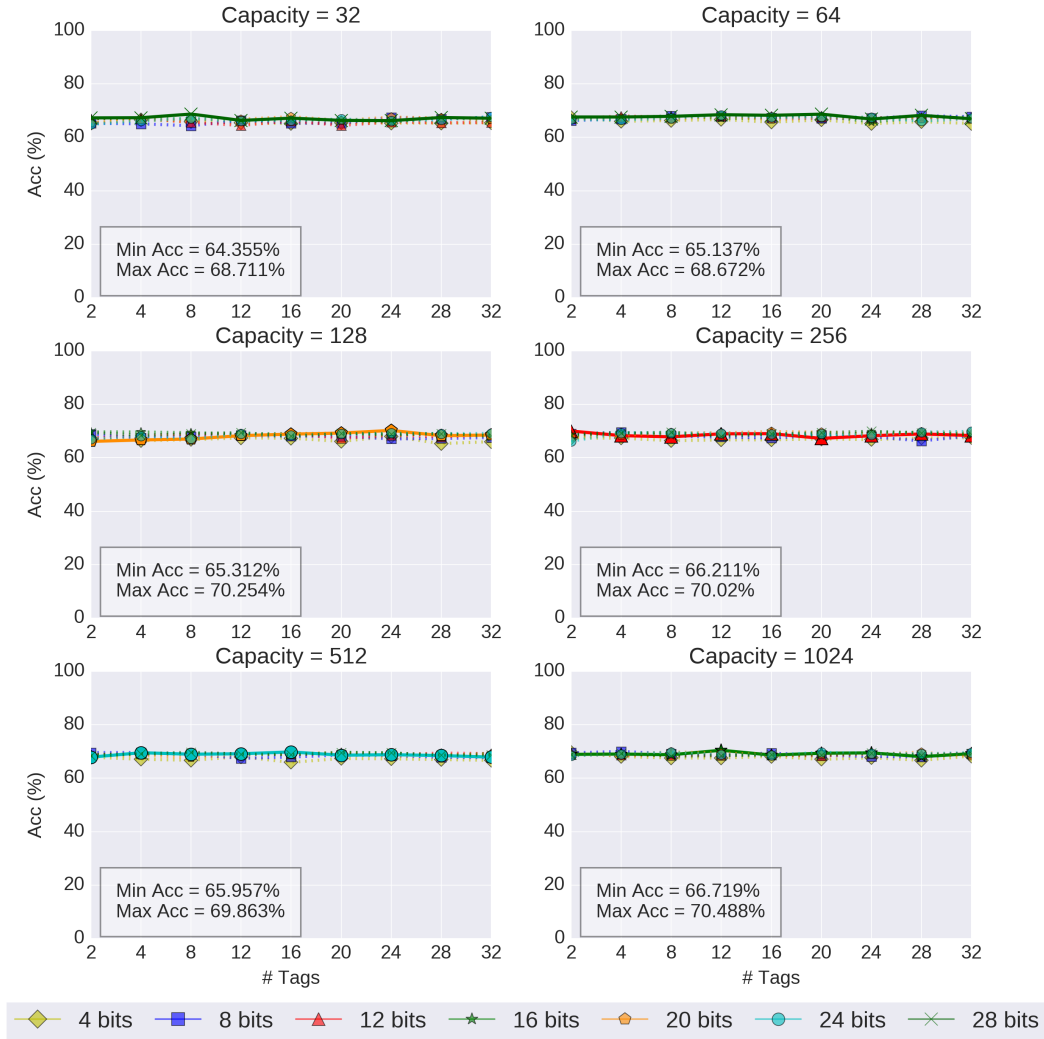 Capacity = 32
Capacity = 64
100
80
60
40
20
0
Acc (%)
Min Acc = 64.355%
Max Acc = 68.711%
2 4 8 12 16 20 24 28 32
100
80
60
40
20
0
Min Acc = 65.137%
Max Acc = 68.672%
2 4 8 12 16 20 24 28 32
Capacity = 128
Capacity = 256
100
80
60
40
20
0
Acc (%)
Min Acc = 65.312%
Max Acc = 70.254%
2 4 8 12 16 20 24 28 32
100
80
60
40
20
0
Min Acc = 66.211%
Max Acc = 70.02%
2 4 8 12 16 20 24 28 32
Capacity = 512
Capacity = 1024
100
80
60
40
20
0
Acc (%)
Min Acc = 65.957%
Max Acc = 69.863%
2 4 8 12 16 20 24 28 32
# Tags
100
80
60
40
20
0
Min Acc = 66.719%
Max Acc = 70.488%
2 4 8 12 16 20 24 28 32
# Tags
4 bits 8 bits 12 bits 16 bits 20 bits 24 bits 28 bits